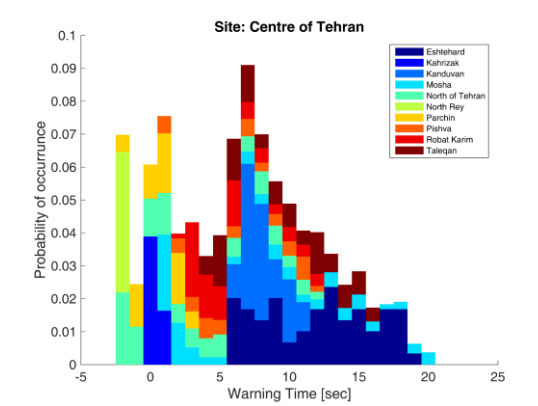 Site: Centre of Tehran
0.1
0.09
0.08
0.07
0.06
0.05
0.04
0.03
0.02
0.01
0
Probability of occurrunce
Eshtehard
Kahrizak
Kanduvan
Mosha
North of Tehran
North Rey
Parchin
Pishva
Robat Karim
Taleqan
-5 0 5 10 15 20 25
Warning Time [sec]